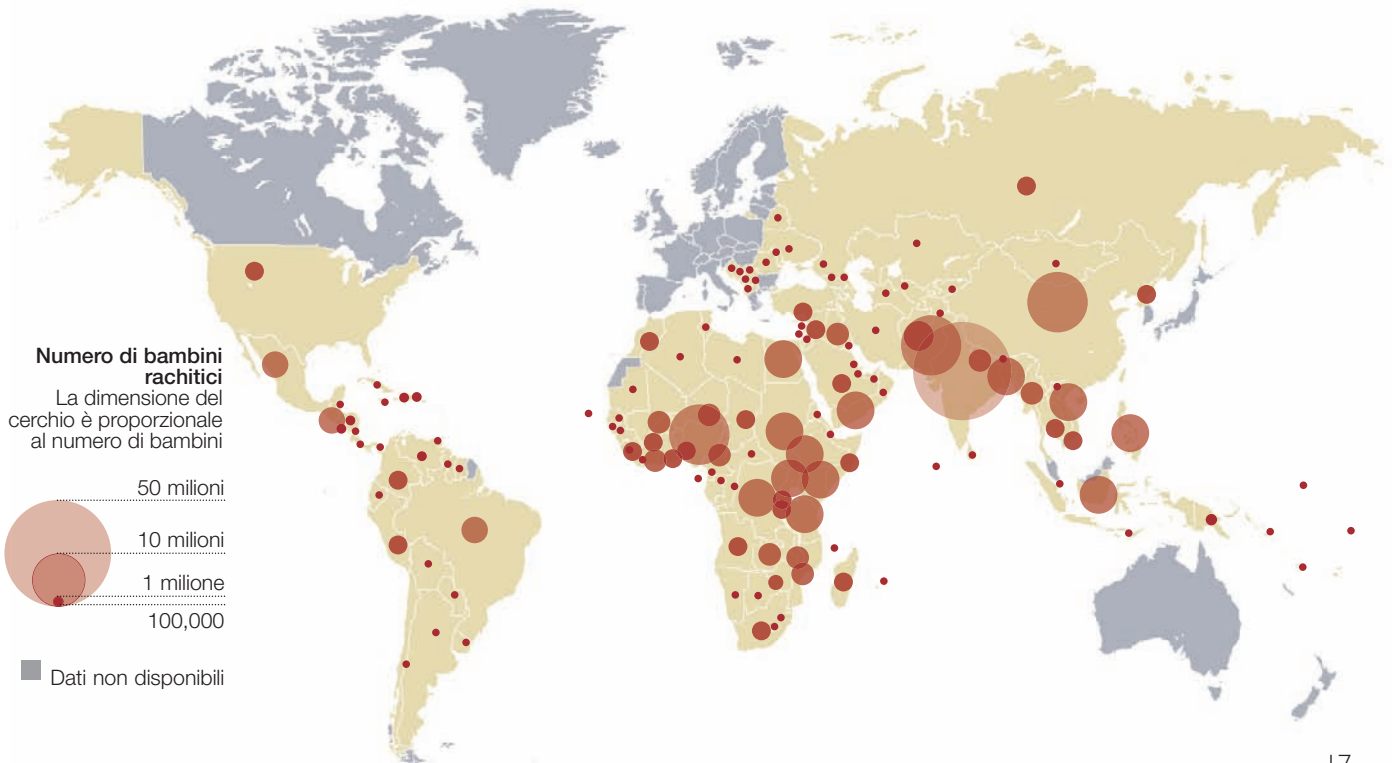 Numero di bambini
rachitici
La dimensione del
cerchio è proporzionale
al numero di bambini
50 milioni
10 milioni
1 milione
100,000
Dati non disponibili